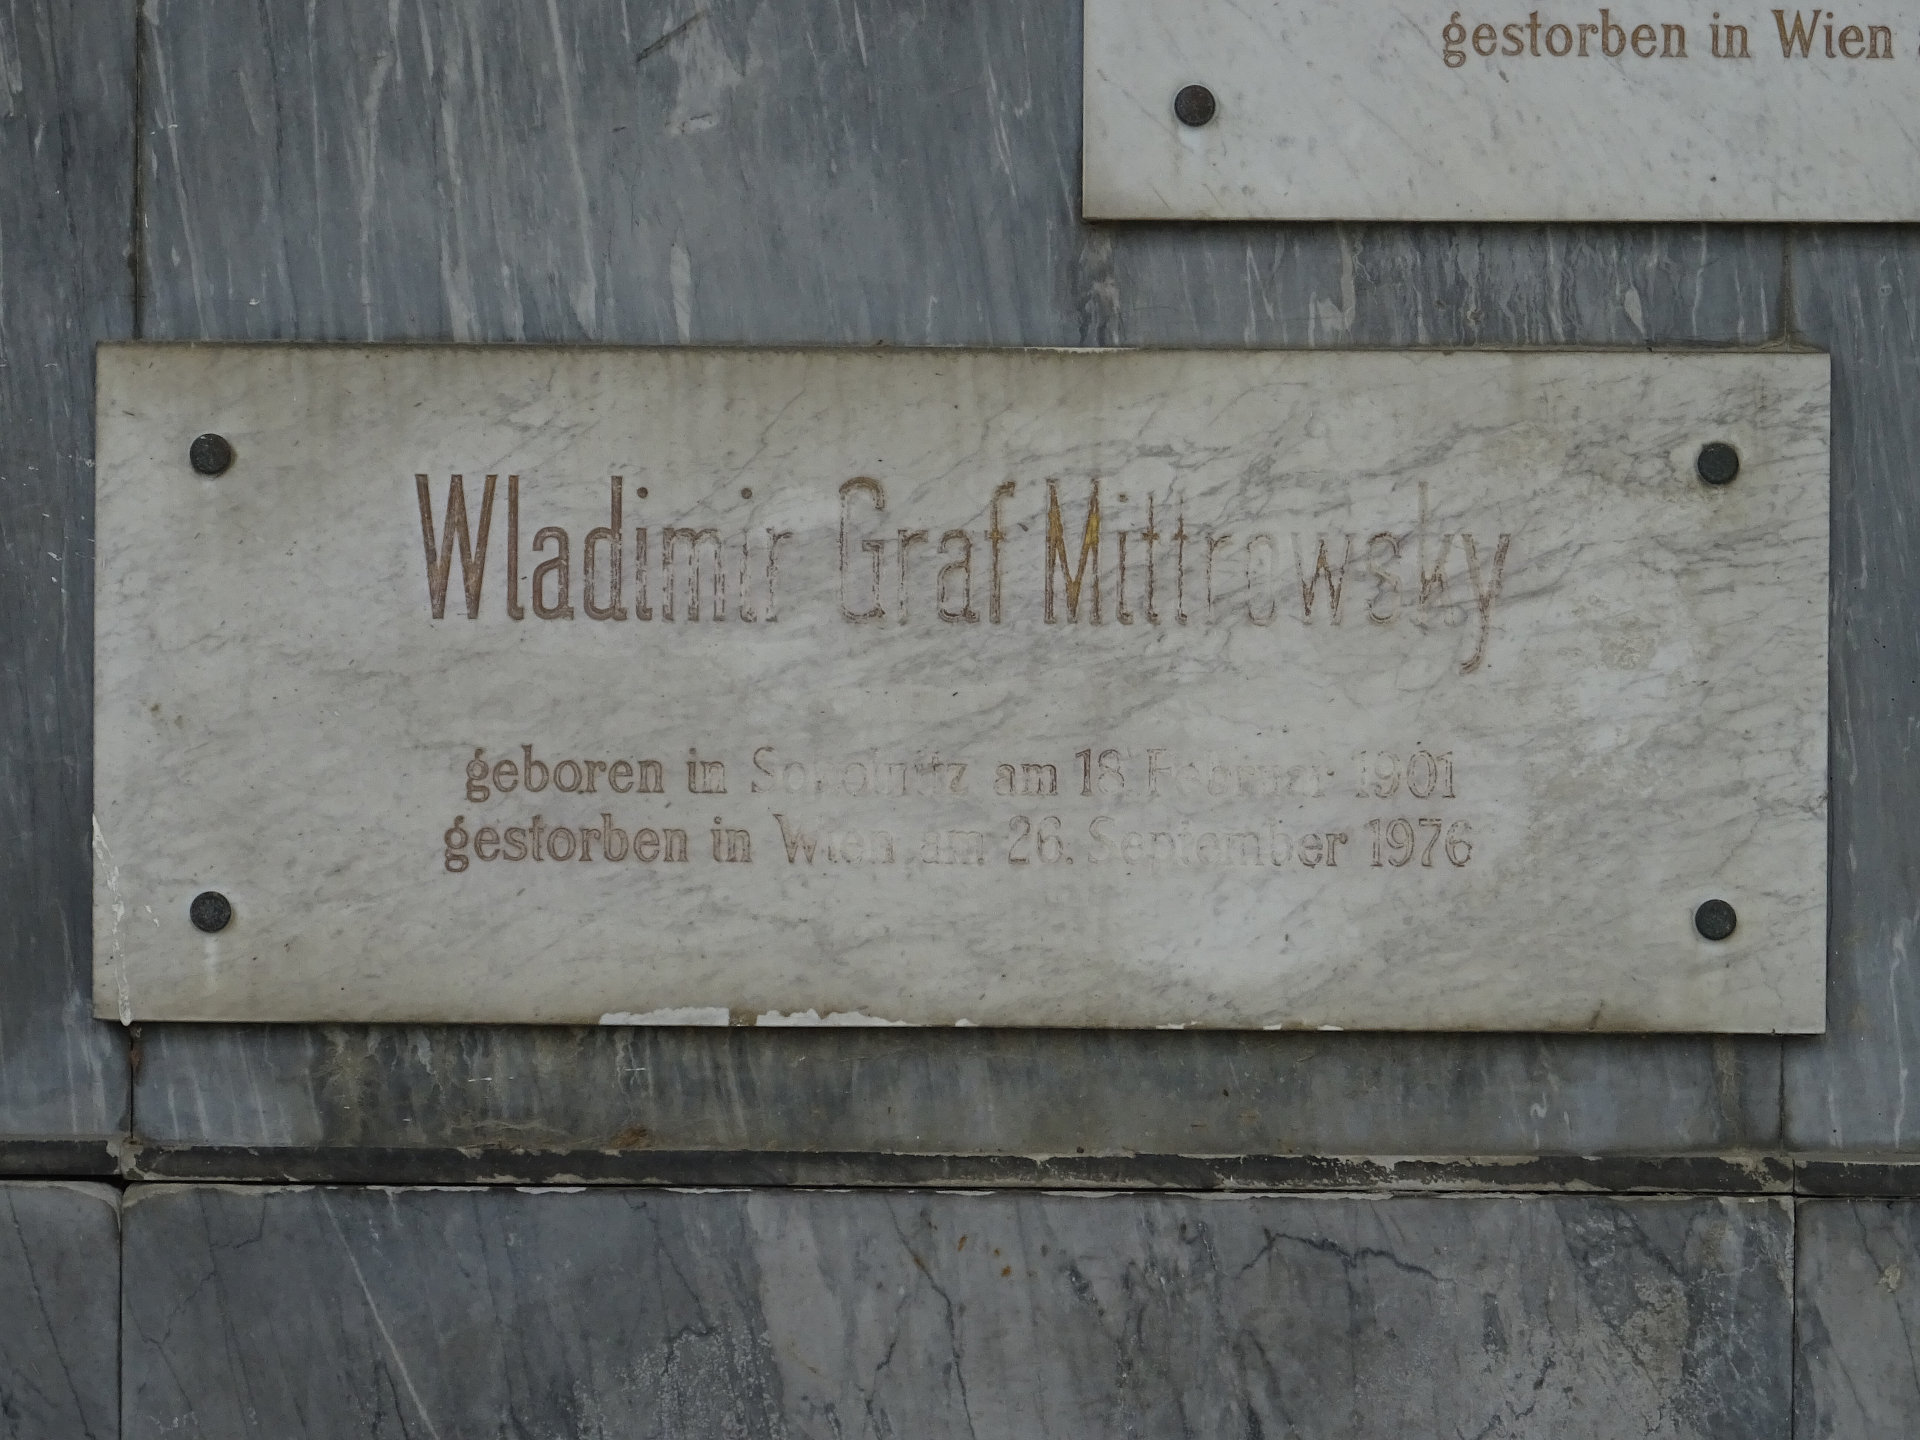 gestorben in Wien
Wladimir Graf Mittrowsky
geboren in Sokolnitz am 18. Februar 1901
gestorben in Wien am 26. September 1976